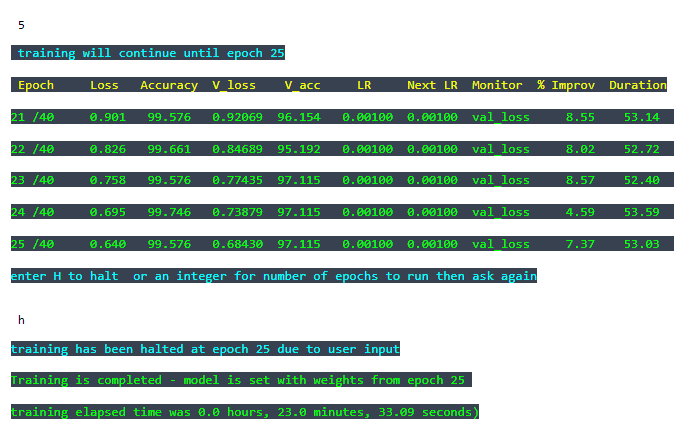 5
training will continue until epoch 25
Epoch Loss Accuracy V_loss V_acc LR Next LR Monitor % Improv Duration
21 /40 0.901 99.576 0.92069 96.154 0.00100 0.00100 val_loss 8.55 53.14
22 /40 0.826 99.661 0.84689 95.192 0.00100 0.00100 val_loss 8.02 52.72
23 /40 0.758 99.576 0.77435 97.115 0.00100 0.00100 val_loss 8.57 52.40
24 /40 0.695 99.746 0.73879 97.115 0.00100 0.00100 val_loss 4.59 53.59
25 /40 0.640 99.576 0.68430 97.115 0.00100 0.00100 val_loss 7.37 53.03
enter H to halt or an integer for number of epochs to run then ask again
h
training has been halted at epoch 25 due to user input
Training is completed - model is set with weights from epoch 25
training elapsed time was 0.0 hours, 23.0 minutes, 33.09 seconds)